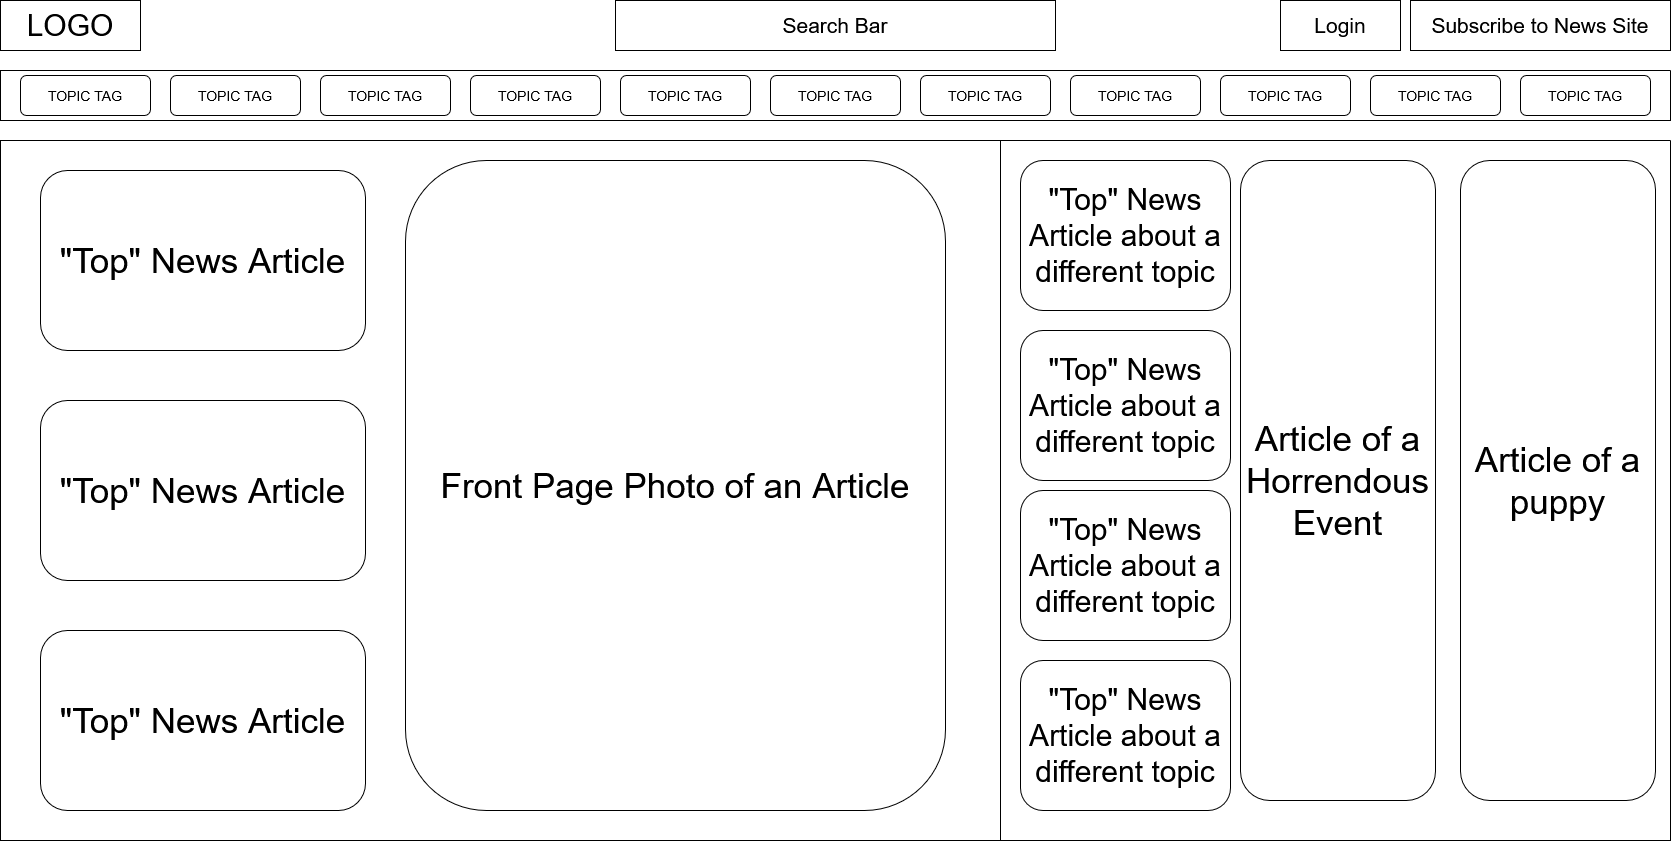 LOGO
Search Bar
Login
Subscribe to News Site
TOPIC TAG
TOPIC TAG
TOPIC TAG
TOPIC TAG
TOPIC TAG
TOPIC TAG
TOPIC TAG
TOPIC TAG
TOPIC TAG
TOPIC TAG
TOPIC TAG
"Top" News Article
"Top" News Article
"Top" News Article
Front Page Photo of an Article
"Top" News
Article about a
different topic
"Top" News
Article about a
different topic
"Top" News
Article about a
different topic
"Top" News
Article about a
different topic
Article of a
Horrendous
Event
Article of a
puppy